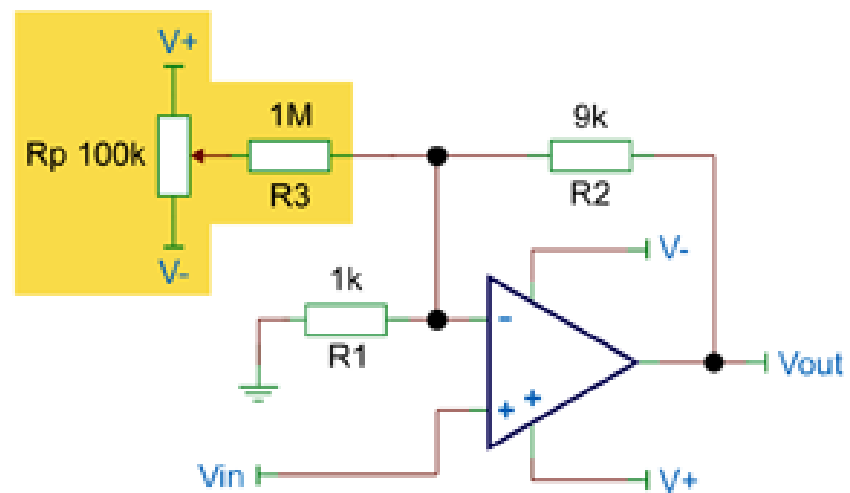 V+
Rp 100k
V-
1M
R3
9k
R2
1k
R1
V-
-
+
+
Vout
Vin
V+